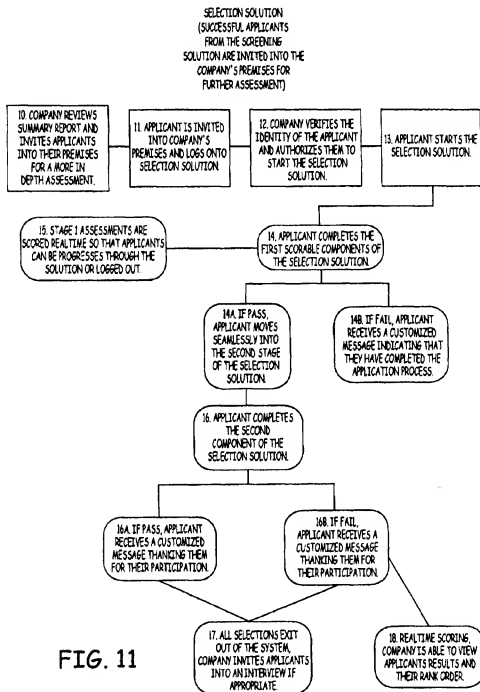 SELECTION SOLUTION
(SUCCESSFUL APPLICANTS
FROM THE SCREENING
SOLUTION ARE INVITED INTO THE
COMPANY'S PREMISES FOR
FURTHER ASSESSMENT)
10. COMPANY REVIEWS
SUMMARY REPORT AND
INVITES APPLICANTS
INTO THEIR PREMISES
FOR A MORE IN
DEPTH ASSESSMENT.
11. APPLICANT IS INVITED
INTO COMPANY'S
PREMISES AND LOGS ONTO
SELECTION SOLUTION.
12. COMPANY VERIFIES THE
IDENTITY OF THE APPLICANT
AND AUTHORIZES THEM TO
START THE SELECTION
SOLUTION.
13. APPLICANT STARTS THE
SELECTION SOLUTION.
15. STAGE 1 ASSESSMENTS ARE
SCORED REALTIME SO THAT APPLICANTS
CAN BE PROGRESSES THROUGH THE
SOLUTION OR LOGGED OUT.
14. APPLICANT COMPLETES THE
FIRST SCORABLE COMPONENTS OF
THE SELECTION SOLUTION.
14A. IF PASS,
APPLICANT MOVES
SEAMLESSLY INTO
THE SECOND STAGE
OF THE SELECTION
SOLUTION.
14B. IF FAIL, APPLICANT
RECEIVES A CUSTOMIZED
MESSAGE INDICATING THAT
THEY HAVE COMPLETED THE
APPLICATION PROCESS.
16. APPLICANT COMPLETES
THE SECOND
COMPONENT OF THE
SELECTION SOLUTION.
16A. IF PASS, APPLICANT
RECEIVES A CUSTOMIZED
MESSAGE THANKING THEM
FOR THEIR PARTICIPATION.
16B. IF FAIL,
APPLICANT RECEIVES
A CUSTOMIZED MESSAGE
THANKING THEM FOR
THEIR PARTICIPATION.
17. ALL SELECTIONS EXIT
OUT OF THE SYSTEM,
COMPANY INVITES APPLICANTS
INTO AN INTERVIEW IF
APPROPRIATE.
18. REALTIME SCORING,
COMPANY IS ABLE TO VIEW
APPLICANTS RESULTS AND
THEIR RANK ORDER.
FIG. 11